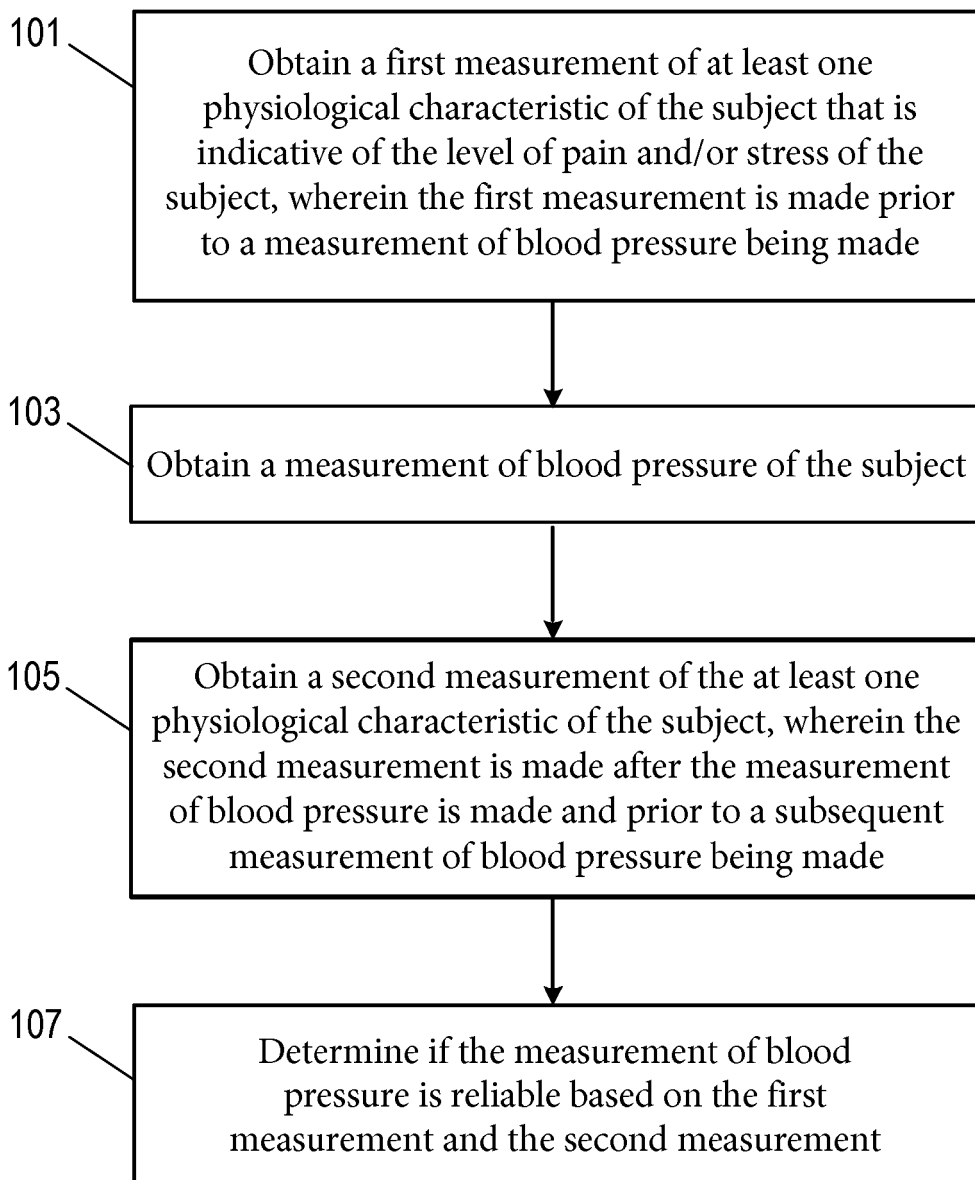 101
Obtain a first measurement of at least one
physiological characteristic of the subject that is
indicative of the level of pain and/or stress of the
subject, wherein the first measurement is made prior
to a measurement of blood pressure being made
103
Obtain a measurement of blood pressure of the subject
105
Obtain a second measurement of the at least one
physiological characteristic of the subject, wherein the
second measurement is made after the measurement
of blood pressure is made and prior to a subsequent
measurement of blood pressure being made
107
Determine if the measurement of blood
pressure is reliable based on the first
measurement and the second measurement